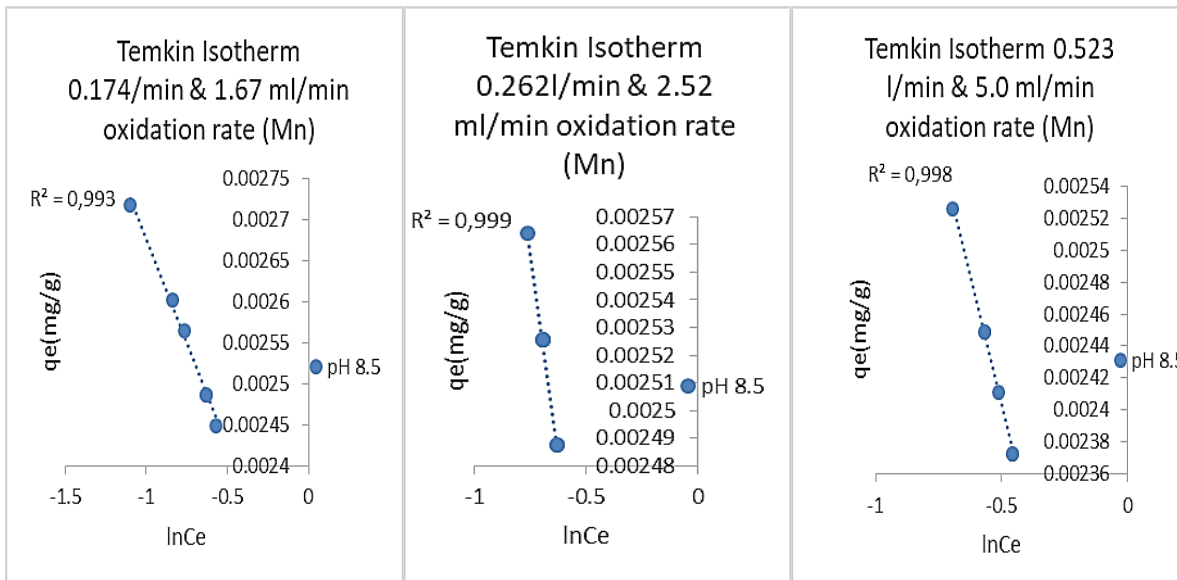 Temkin Isotherm
0.174/min & 1.67 ml/min
oxidation rate (Mn)
R² = 0,993
0.00275
0.0027
0.00265
0.0026
0.00255
0.0025
0.00245
0.0024
qe(mg/g)
pH 8.5
-1.5
-1
-0.5
0
lnCe
Temkin Isotherm
0.262l/min & 2.52
ml/min oxidation rate
(Mn)
R² = 0,999
0.00257
0.00256
0.00255
0.00254
0.00253
0.00252
0.00251
0.0025
0.00249
0.00248
qe(mg/g)
pH 8.5
-1
-0.5
0
lnCe
Temkin Isotherm 0.523
l/min & 5.0 ml/min
oxidation rate (Mn)
R² = 0,998
0.00254
0.00252
0.0025
0.00248
0.00246
0.00244
0.00242
0.0024
0.00238
0.00236
qe(mg/g)
pH 8.5
-1
-0.5
0
lnCe